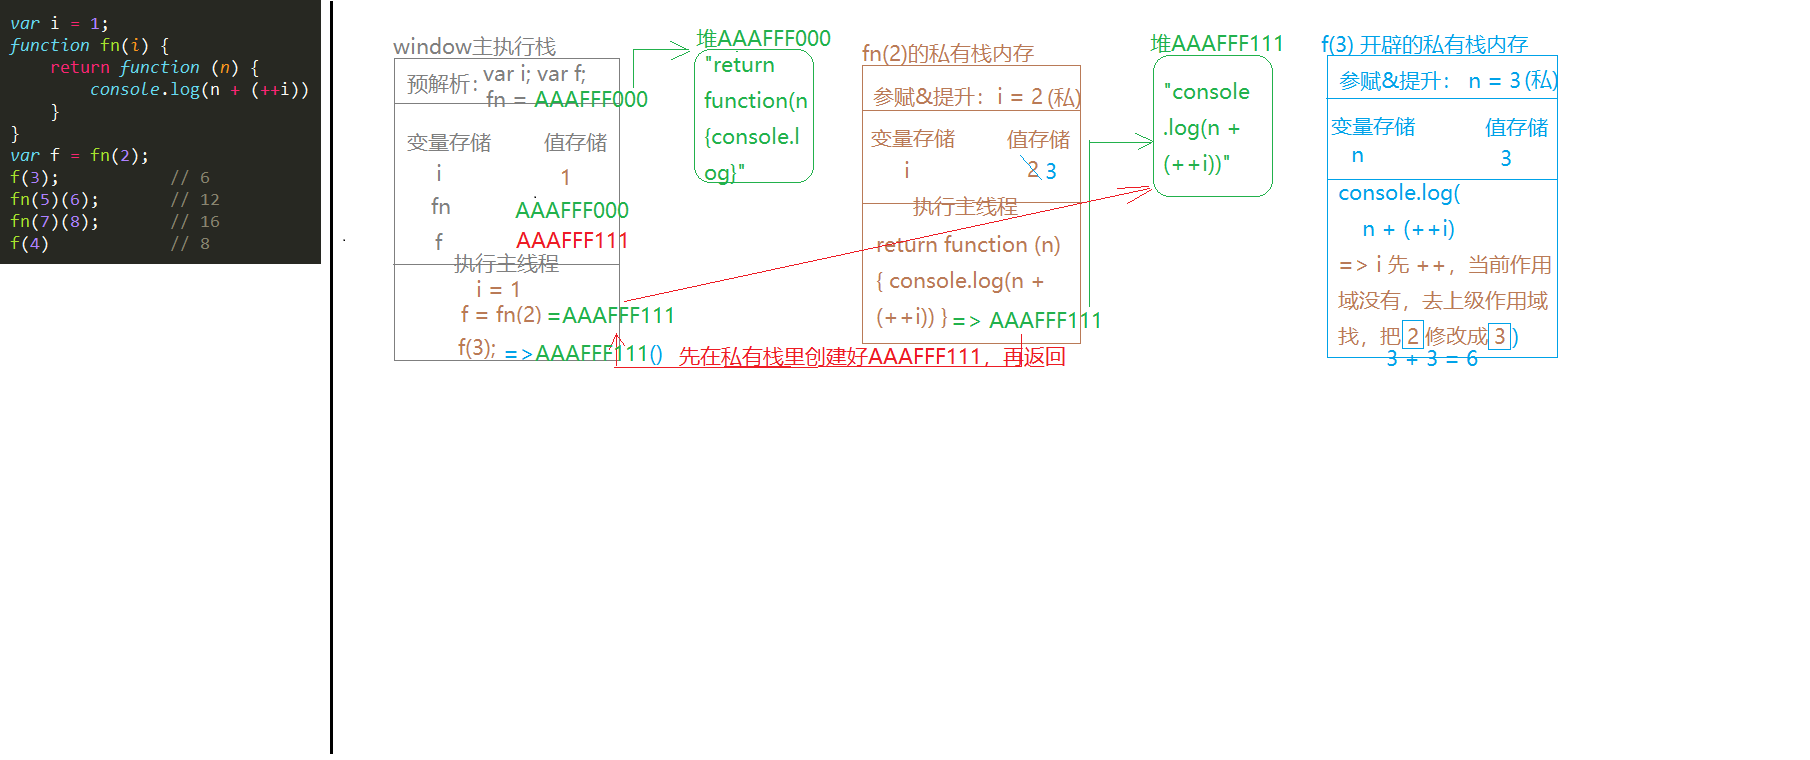 var i = 1;
function fn(i) {
    return function (n) {
        console.log(n + (++i))
    }
}
var f = fn(2);
f(3);           // 6
fn(5)(6);       // 12
fn(7)(8);       // 16
f(4)            // 8
window主执行栈
预解析：
var i; var f;
fn = AAAFFF000
变量存储 值存储
i 1
fn AAAFFF000
f AAAFFF111
执行主线程
i = 1
f = fn(2) =AAAFFF111
f(3); =>AAAFFF111()
先在私有栈里创建好AAAFFF111，再返回
堆AAAFFF000
"return
function(n
{console.l
og}"
fn(2)的私有栈内存
参赋&提升：i = 2 (私)
变量存储 值存储
i 2 3
执行主线程
return function (n)
{ console.log(n +
(++i)) } => AAAFFF111
堆AAAFFF111
"console
.log(n +
(++i))"
f(3) 开辟的私有栈内存
参赋&提升： n = 3 (私)
变量存储 值存储
n 3
console.log(
n + (++i)
=> i 先 ++，当前作用
域没有，去上级作用域
找，把 2 修改成 3 )
3 + 3 = 6